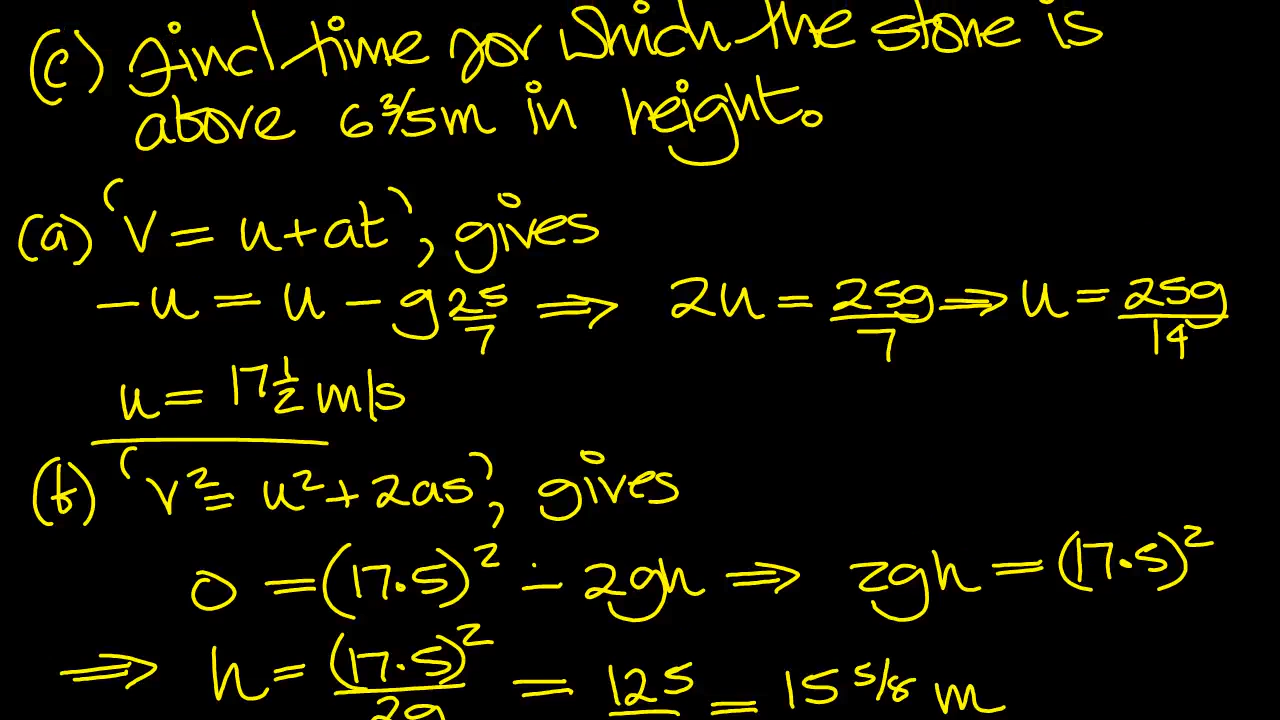 (c) find time for which the stone is
above 6 3/5 m in height.
(a) 'v = u + at', gives
-u = u - g 25/7 ⟹ 2u = 25g/7 ⟹ u = 25g/14
u = 17 1/2 m/s
(b) 'v² = u² + 2as', gives
0 = (17.5)² - 2gh ⟹ 2gh = (17.5)²
⟹ h = (17.5)²/2g = 125/ = 15 5/8 m